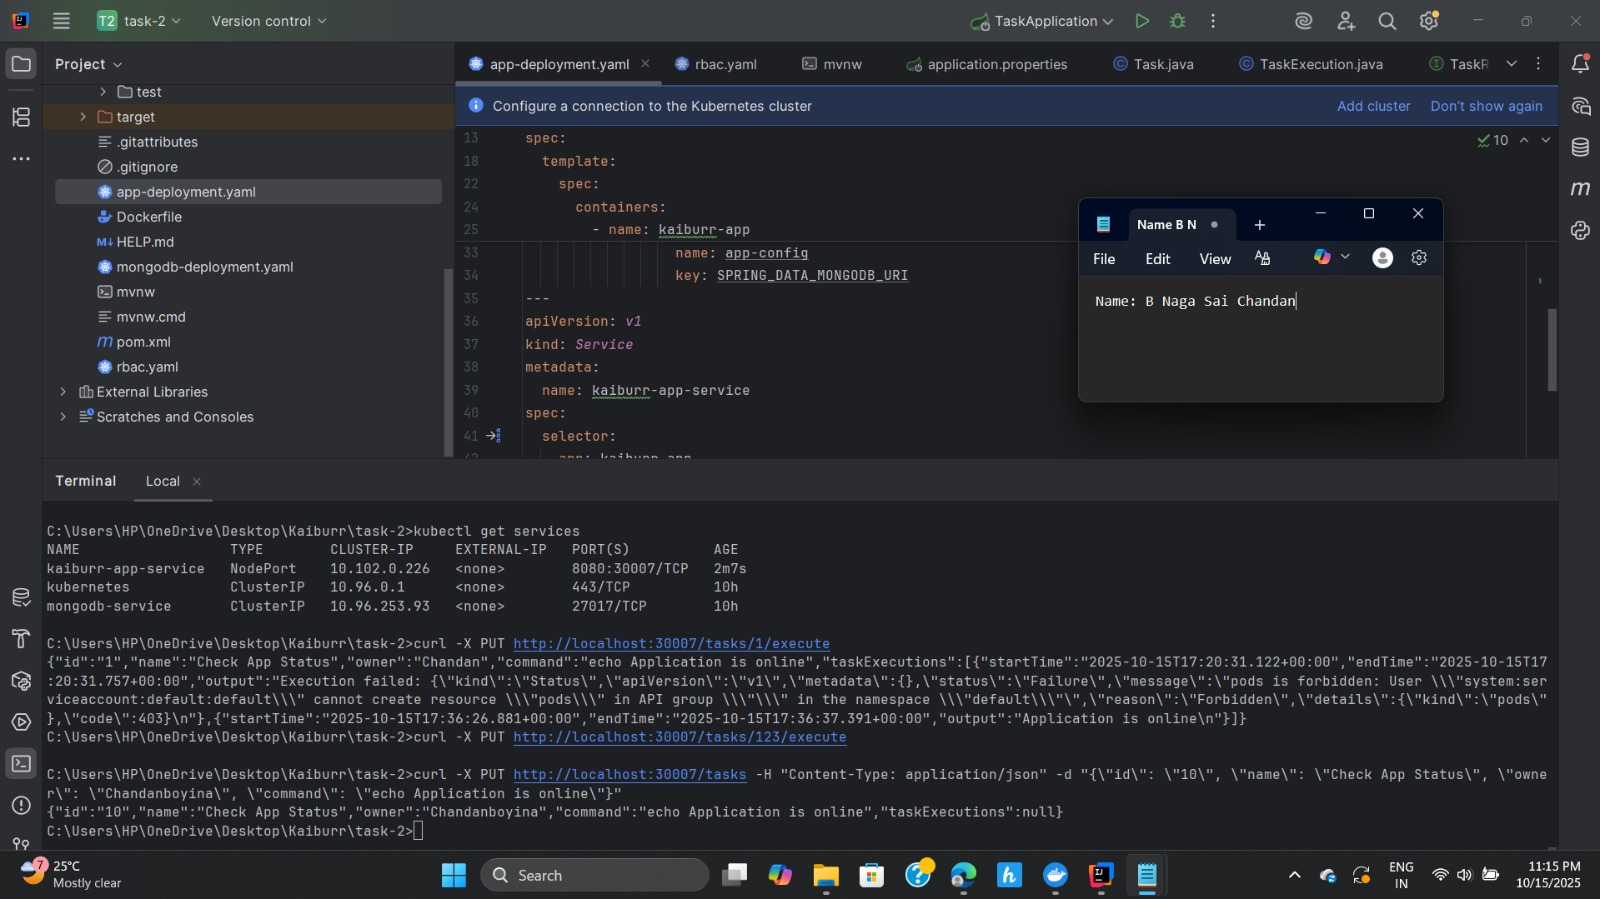 T2 task-2 Version control TaskApplication
Project
app-deployment.yaml rbac.yaml mvnw application.properties Task.java TaskExecution.java TaskR
Configure a connection to the Kubernetes cluster Add cluster Don't show again
test
target
.gitattributes
.gitignore
app-deployment.yaml
Dockerfile
M↓ HELP.md
mongodb-deployment.yaml
mvnw
mvnw.cmd
m pom.xml
rbac.yaml
External Libraries
Scratches and Consoles
13 spec:
18 template:
22 spec:
24 containers:
25 - name: kaiburr-app
33 name: app-config
34 key: SPRING_DATA_MONGODB_URI
35 ---
36 apiVersion: v1
37 kind: Service
38 metadata:
39 name: kaiburr-app-service
40 spec:
41 selector:
42 app: kaiburr-app
10
Name B N
File Edit View
Name: B Naga Sai Chandan
m
Terminal Local
C:\Users\HP\OneDrive\Desktop\Kaiburr\task-2>kubectl get services
NAME TYPE CLUSTER-IP EXTERNAL-IP PORT(S) AGE
kaiburr-app-service NodePort 10.102.0.226 <none> 8080:30007/TCP 2m7s
kubernetes ClusterIP 10.96.0.1 <none> 443/TCP 10h
mongodb-service ClusterIP 10.96.253.93 <none> 27017/TCP 10h
C:\Users\HP\OneDrive\Desktop\Kaiburr\task-2>curl -X PUT http://localhost:30007/tasks/1/execute
{"id":"1","name":"Check App Status","owner":"Chandan","command":"echo Application is online","taskExecutions":[{"startTime":"2025-10-15T17:20:31.122+00:00","endTime":"2025-10-15T17
:20:31.757+00:00","output":"Execution failed: {\"kind\":\"Status\",\"apiVersion\":\"v1\",\"metadata\":{},\"status\":\"Failure\",\"message\":\"pods is forbidden: User \\\"system:ser
viceaccount:default:default\\\" cannot create resource \\\"pods\\\" in API group \\\"\\\" in the namespace \\\"default\\\"\",\"reason\":\"Forbidden\",\"details\":{\"kind\":\"pods\"
},\"code\":403}\n"},{"startTime":"2025-10-15T17:36:26.881+00:00","endTime":"2025-10-15T17:36:37.391+00:00","output":"Application is online\n"}]}
C:\Users\HP\OneDrive\Desktop\Kaiburr\task-2>curl -X PUT http://localhost:30007/tasks/123/execute
C:\Users\HP\OneDrive\Desktop\Kaiburr\task-2>curl -X PUT http://localhost:30007/tasks -H "Content-Type: application/json" -d "{\"id\": \"10\", \"name\": \"Check App Status\", \"owne
r\": \"Chandanboyina\", \"command\": \"echo Application is online\"}"
{"id":"10","name":"Check App Status","owner":"Chandanboyina","command":"echo Application is online","taskExecutions":null}
C:\Users\HP\OneDrive\Desktop\Kaiburr\task-2>
7 25°C
Mostly clear
Search
h
ENG
IN
11:15 PM
10/15/2025